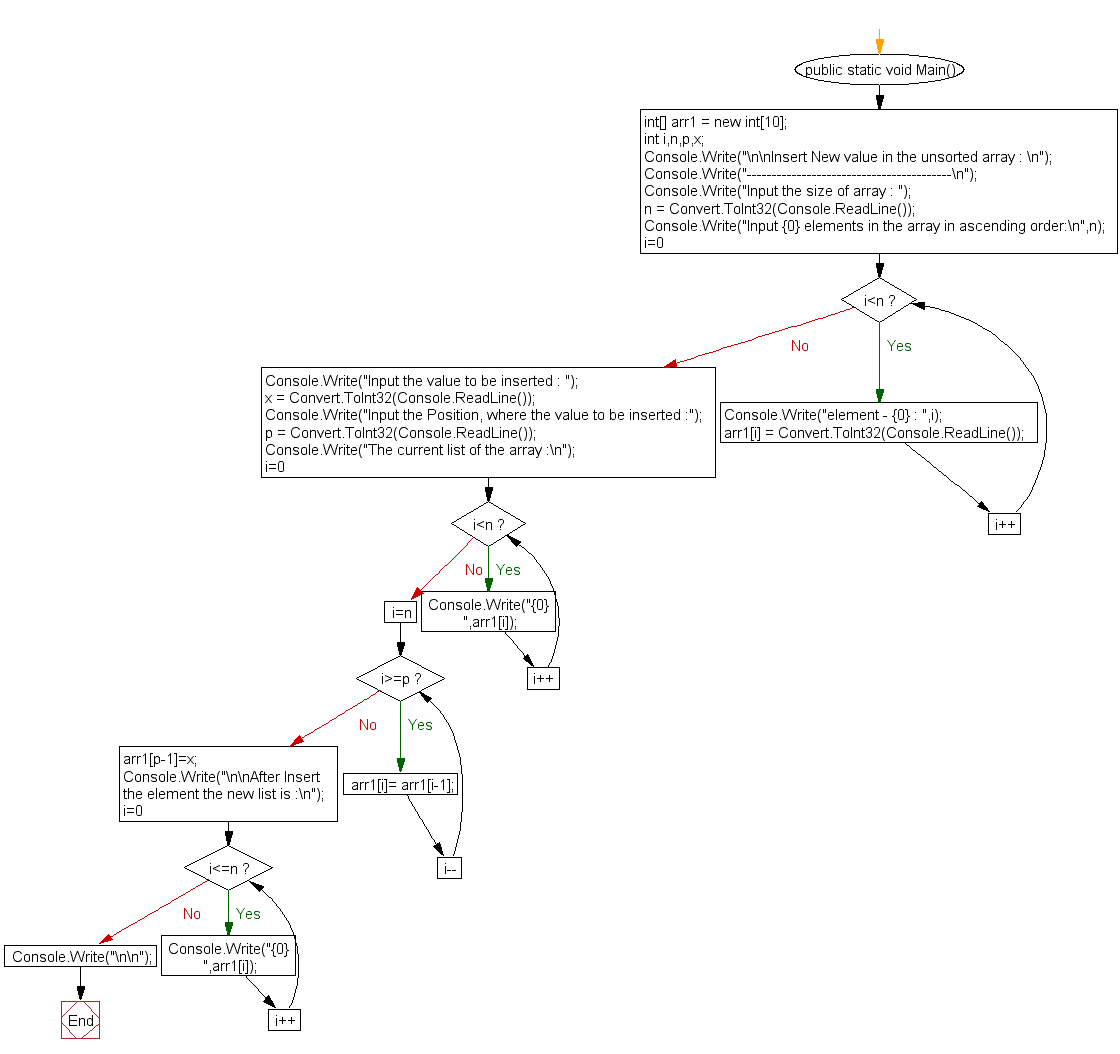 public static void Main()
int[] arr1 = new int[10];
int i,n,p,x;
Console.Write("\n\nInsert New value in the unsorted array : \n");
Console.Write("-----------------------------------------\n");
Console.Write("Input the size of array : ");
n = Convert.ToInt32(Console.ReadLine());
Console.Write("Input {0} elements in the array in ascending order:\n",n);
i=0
i<n ?
No
Yes
Console.Write("element - {0} : ",i);
arr1[i] = Convert.ToInt32(Console.ReadLine());
i++
Console.Write("Input the value to be inserted : ");
x = Convert.ToInt32(Console.ReadLine());
Console.Write("Input the Position, where the value to be inserted :");
p = Convert.ToInt32(Console.ReadLine());
Console.Write("The current list of the array :\n");
i=0
i<n ?
No
Yes
Console.Write("{0}
",arr1[i]);
i++
i=n
i>=p ?
No
Yes
arr1[i]= arr1[i-1];
i--
arr1[p-1]=x;
Console.Write("\n\nAfter Insert
the element the new list is :\n");
i=0
i<=n ?
No
Yes
Console.Write("{0}
",arr1[i]);
i++
Console.Write("\n\n");
End